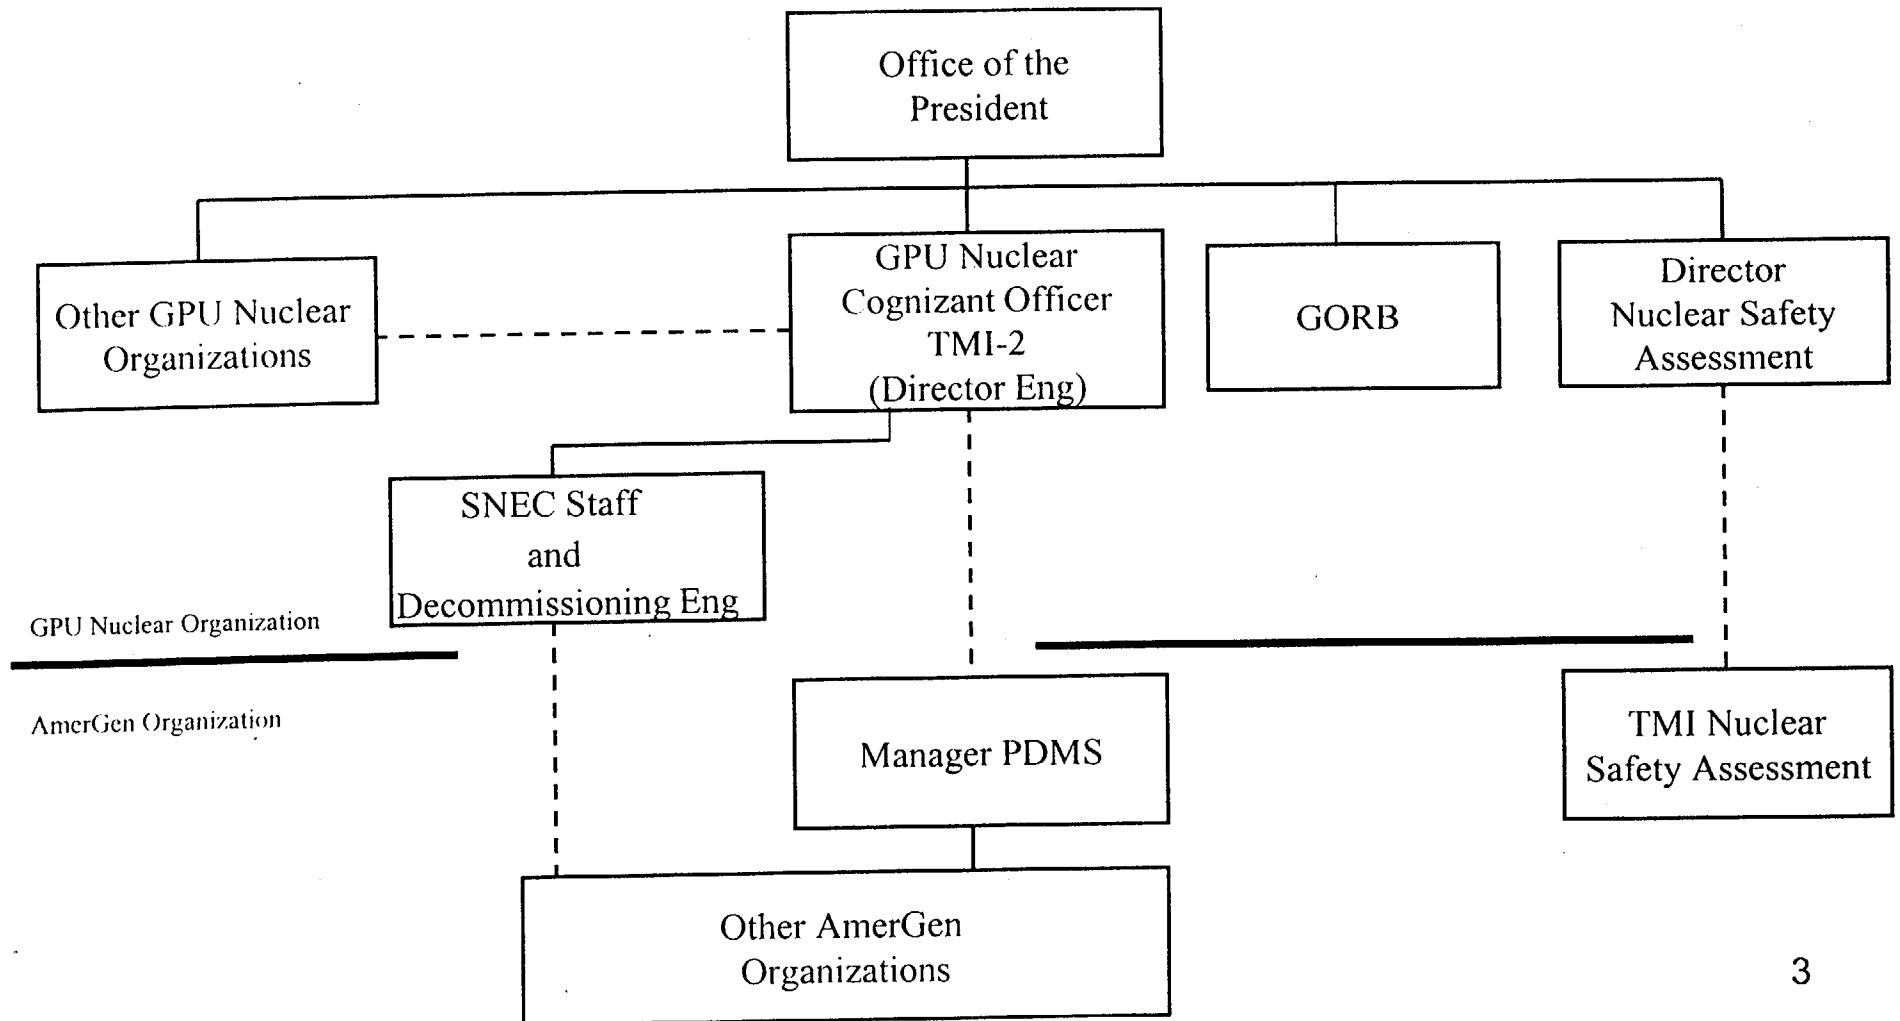 Office of the
President
Other GPU Nuclear
Organizations
GPU Nuclear
Cognizant Officer
TMI-2
(Director Eng)
GORB
Director
Nuclear Safety
Assessment
SNEC Staff
and
Decommissioning Eng
GPU Nuclear Organization
AmerGen Organization
Manager PDMS
TMI Nuclear
Safety Assessment
Other AmerGen
Organizations
3